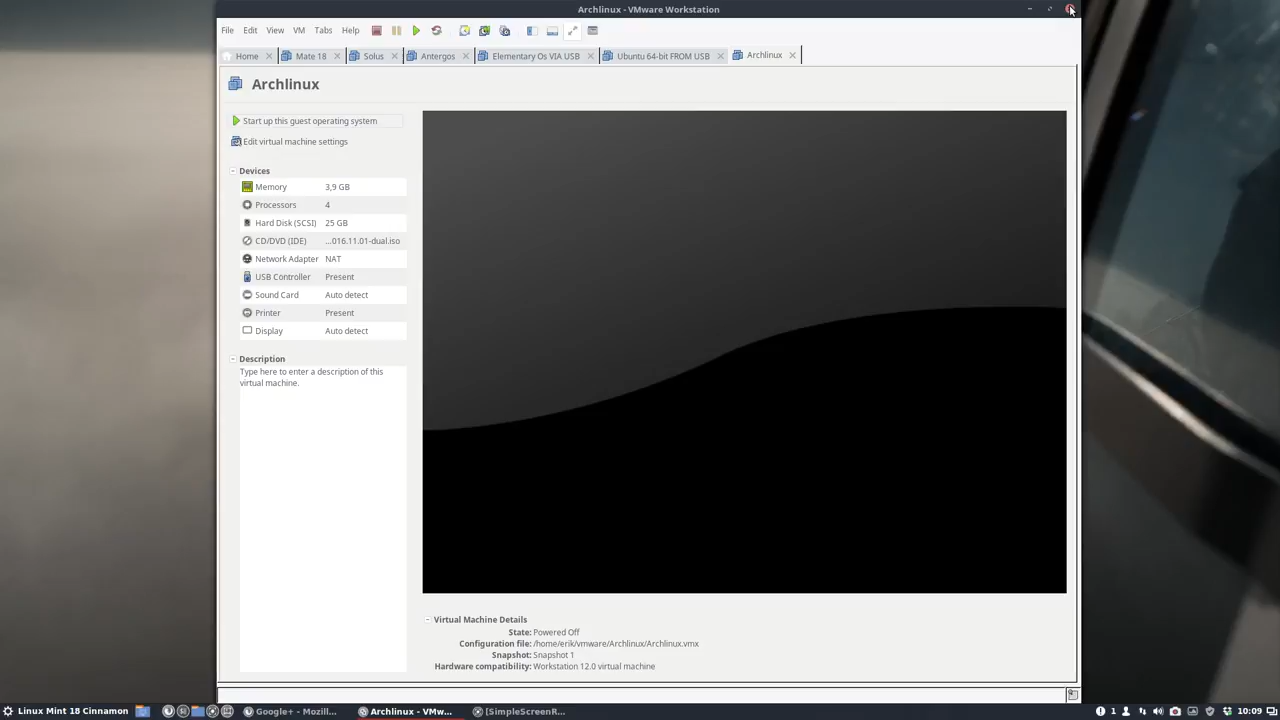 Archlinux - VMware Workstation
File Edit View VM Tabs Help
Home Mate 18 Solus Antergos Elementary Os VIA USB Ubuntu 64-bit FROM USB Archlinux
Archlinux
Start up this guest operating system
Edit virtual machine settings
Devices
Memory 3,9 GB
Processors 4
Hard Disk (SCSI) 25 GB
CD/DVD (IDE) ...016.11.01-dual.iso
Network Adapter NAT
USB Controller Present
Sound Card Auto detect
Printer Present
Display Auto detect
Description
Type here to enter a description of this
virtual machine.
Virtual Machine Details
State: Powered Off
Configuration file: /home/erik/vmware/Archlinux/Archlinux.vmx
Snapshot: Snapshot 1
Hardware compatibility: Workstation 12.0 virtual machine
Linux Mint 18 Cinnamon Google+ - Mozill... Archlinux - VMw... [SimpleScreenR... 1 10:09